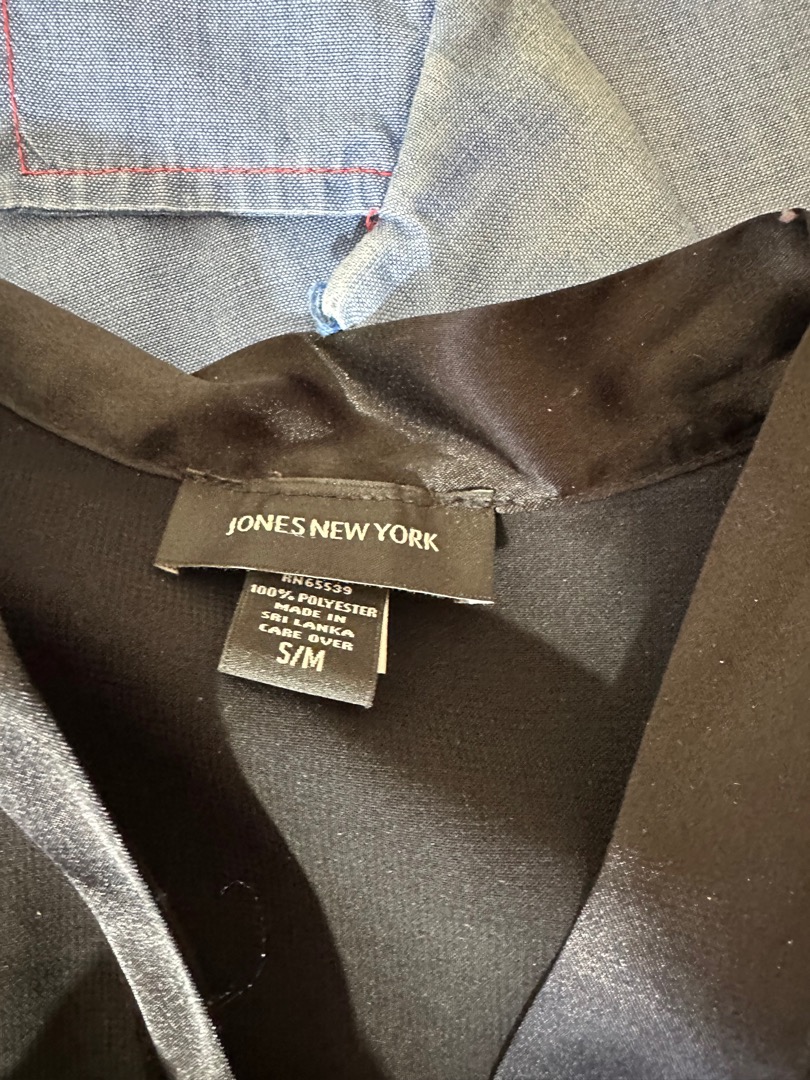 JONES NEW YORK
RN65539
100% POLYESTER
MADE IN
SRI LANKA
CARE OVER
S/M